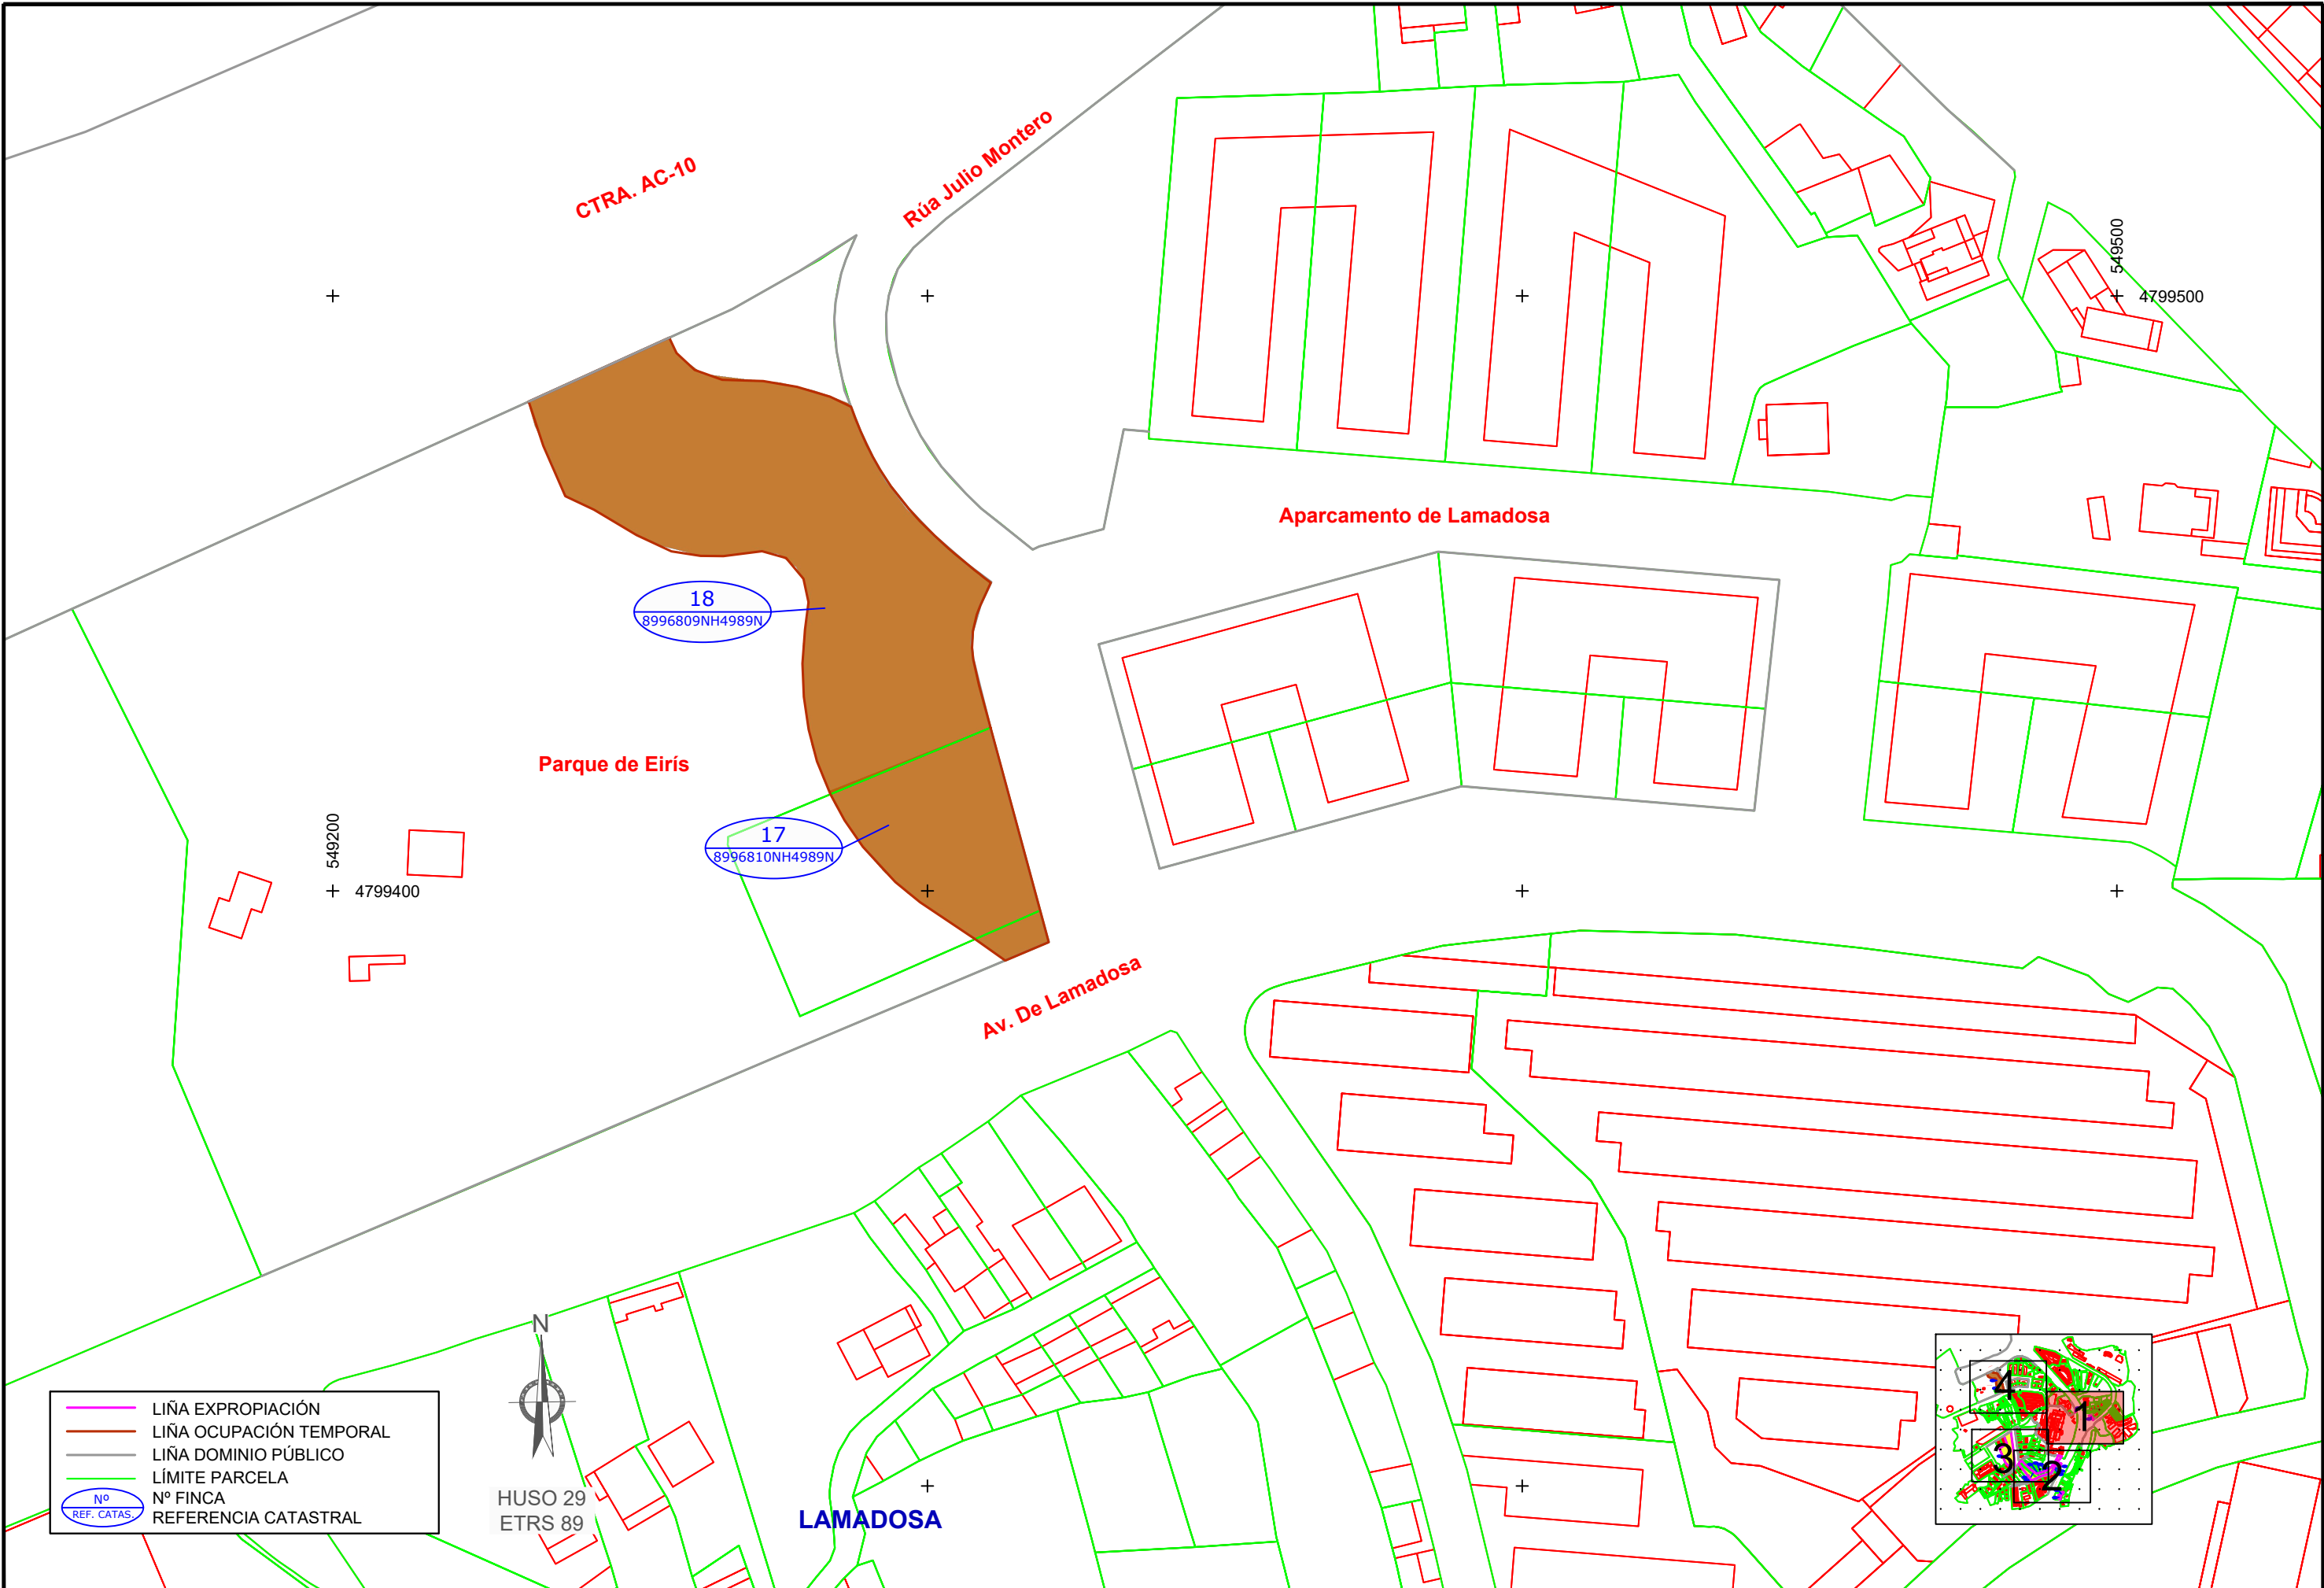 CTRA. AC-10
Rúa Julio Montero
549500
4799500
Aparcamento de Lamadosa
18
8996809NH4989N
Parque de Eirís
17
8996810NH4989N
549200
4799400
Av. De Lamadosa
N
HUSO 29
ETRS 89
LAMADOSA
LIÑA EXPROPIACIÓN
LIÑA OCUPACIÓN TEMPORAL
LIÑA DOMINIO PÚBLICO
LÍMITE PARCELA
Nº
REF. CATAS.
Nº FINCA
REFERENCIA CATASTRAL
4
1
3
2